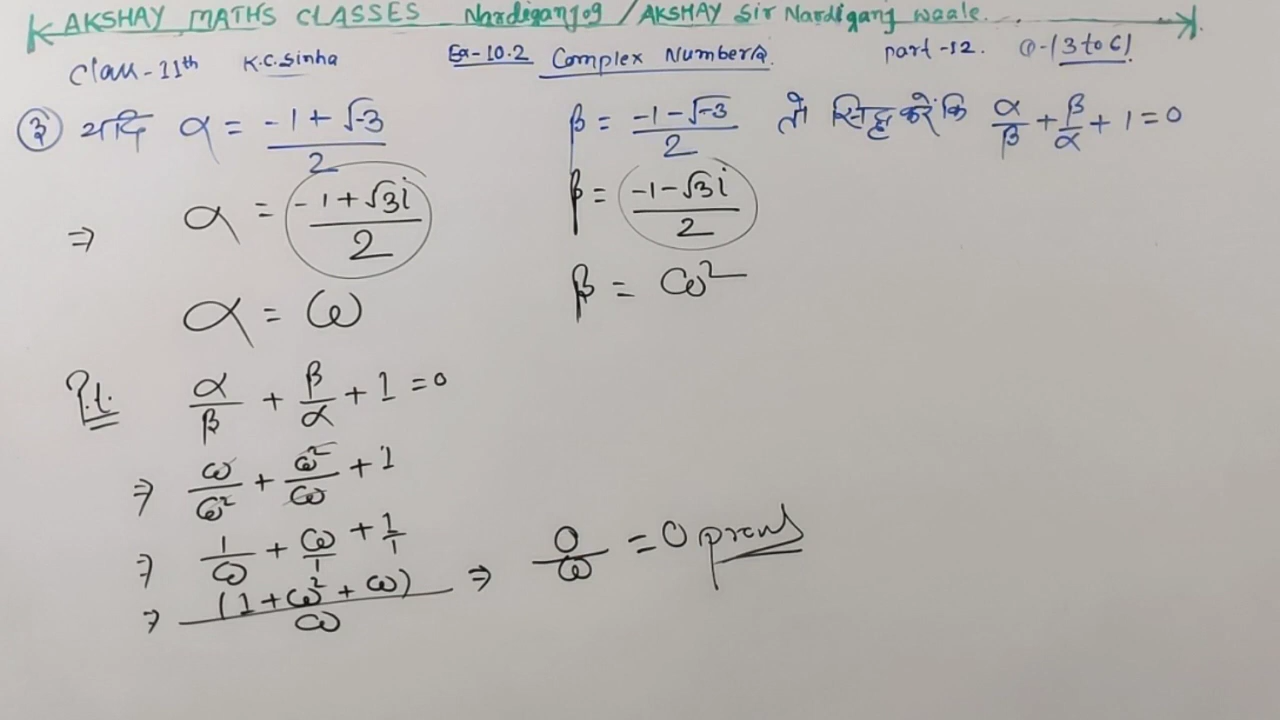 AKSHAY MATHS CLASSES Nardiganj09 / AKSHAY Sir Nardiganj waale.
Class-11th K.C.Sinha Ex-10.2 Complex Numbers. part-12. Q-(3 to 6)
③ यदि α = (-1+√-3)/2 β = (-1-√-3)/2 तो सिद्ध करें कि α/β + β/α + 1 = 0
⇒ α = (-1+√3i)/2 β = (-1-√3i)/2
α = ω β = ω²
P.t. α/β + β/α + 1 = 0
⇒ ω/ω² + ω²/ω + 1
⇒ 1/ω + ω/1 + 1/1
⇒ (1+ω²+ω)/ω ⇒ 0/ω = 0